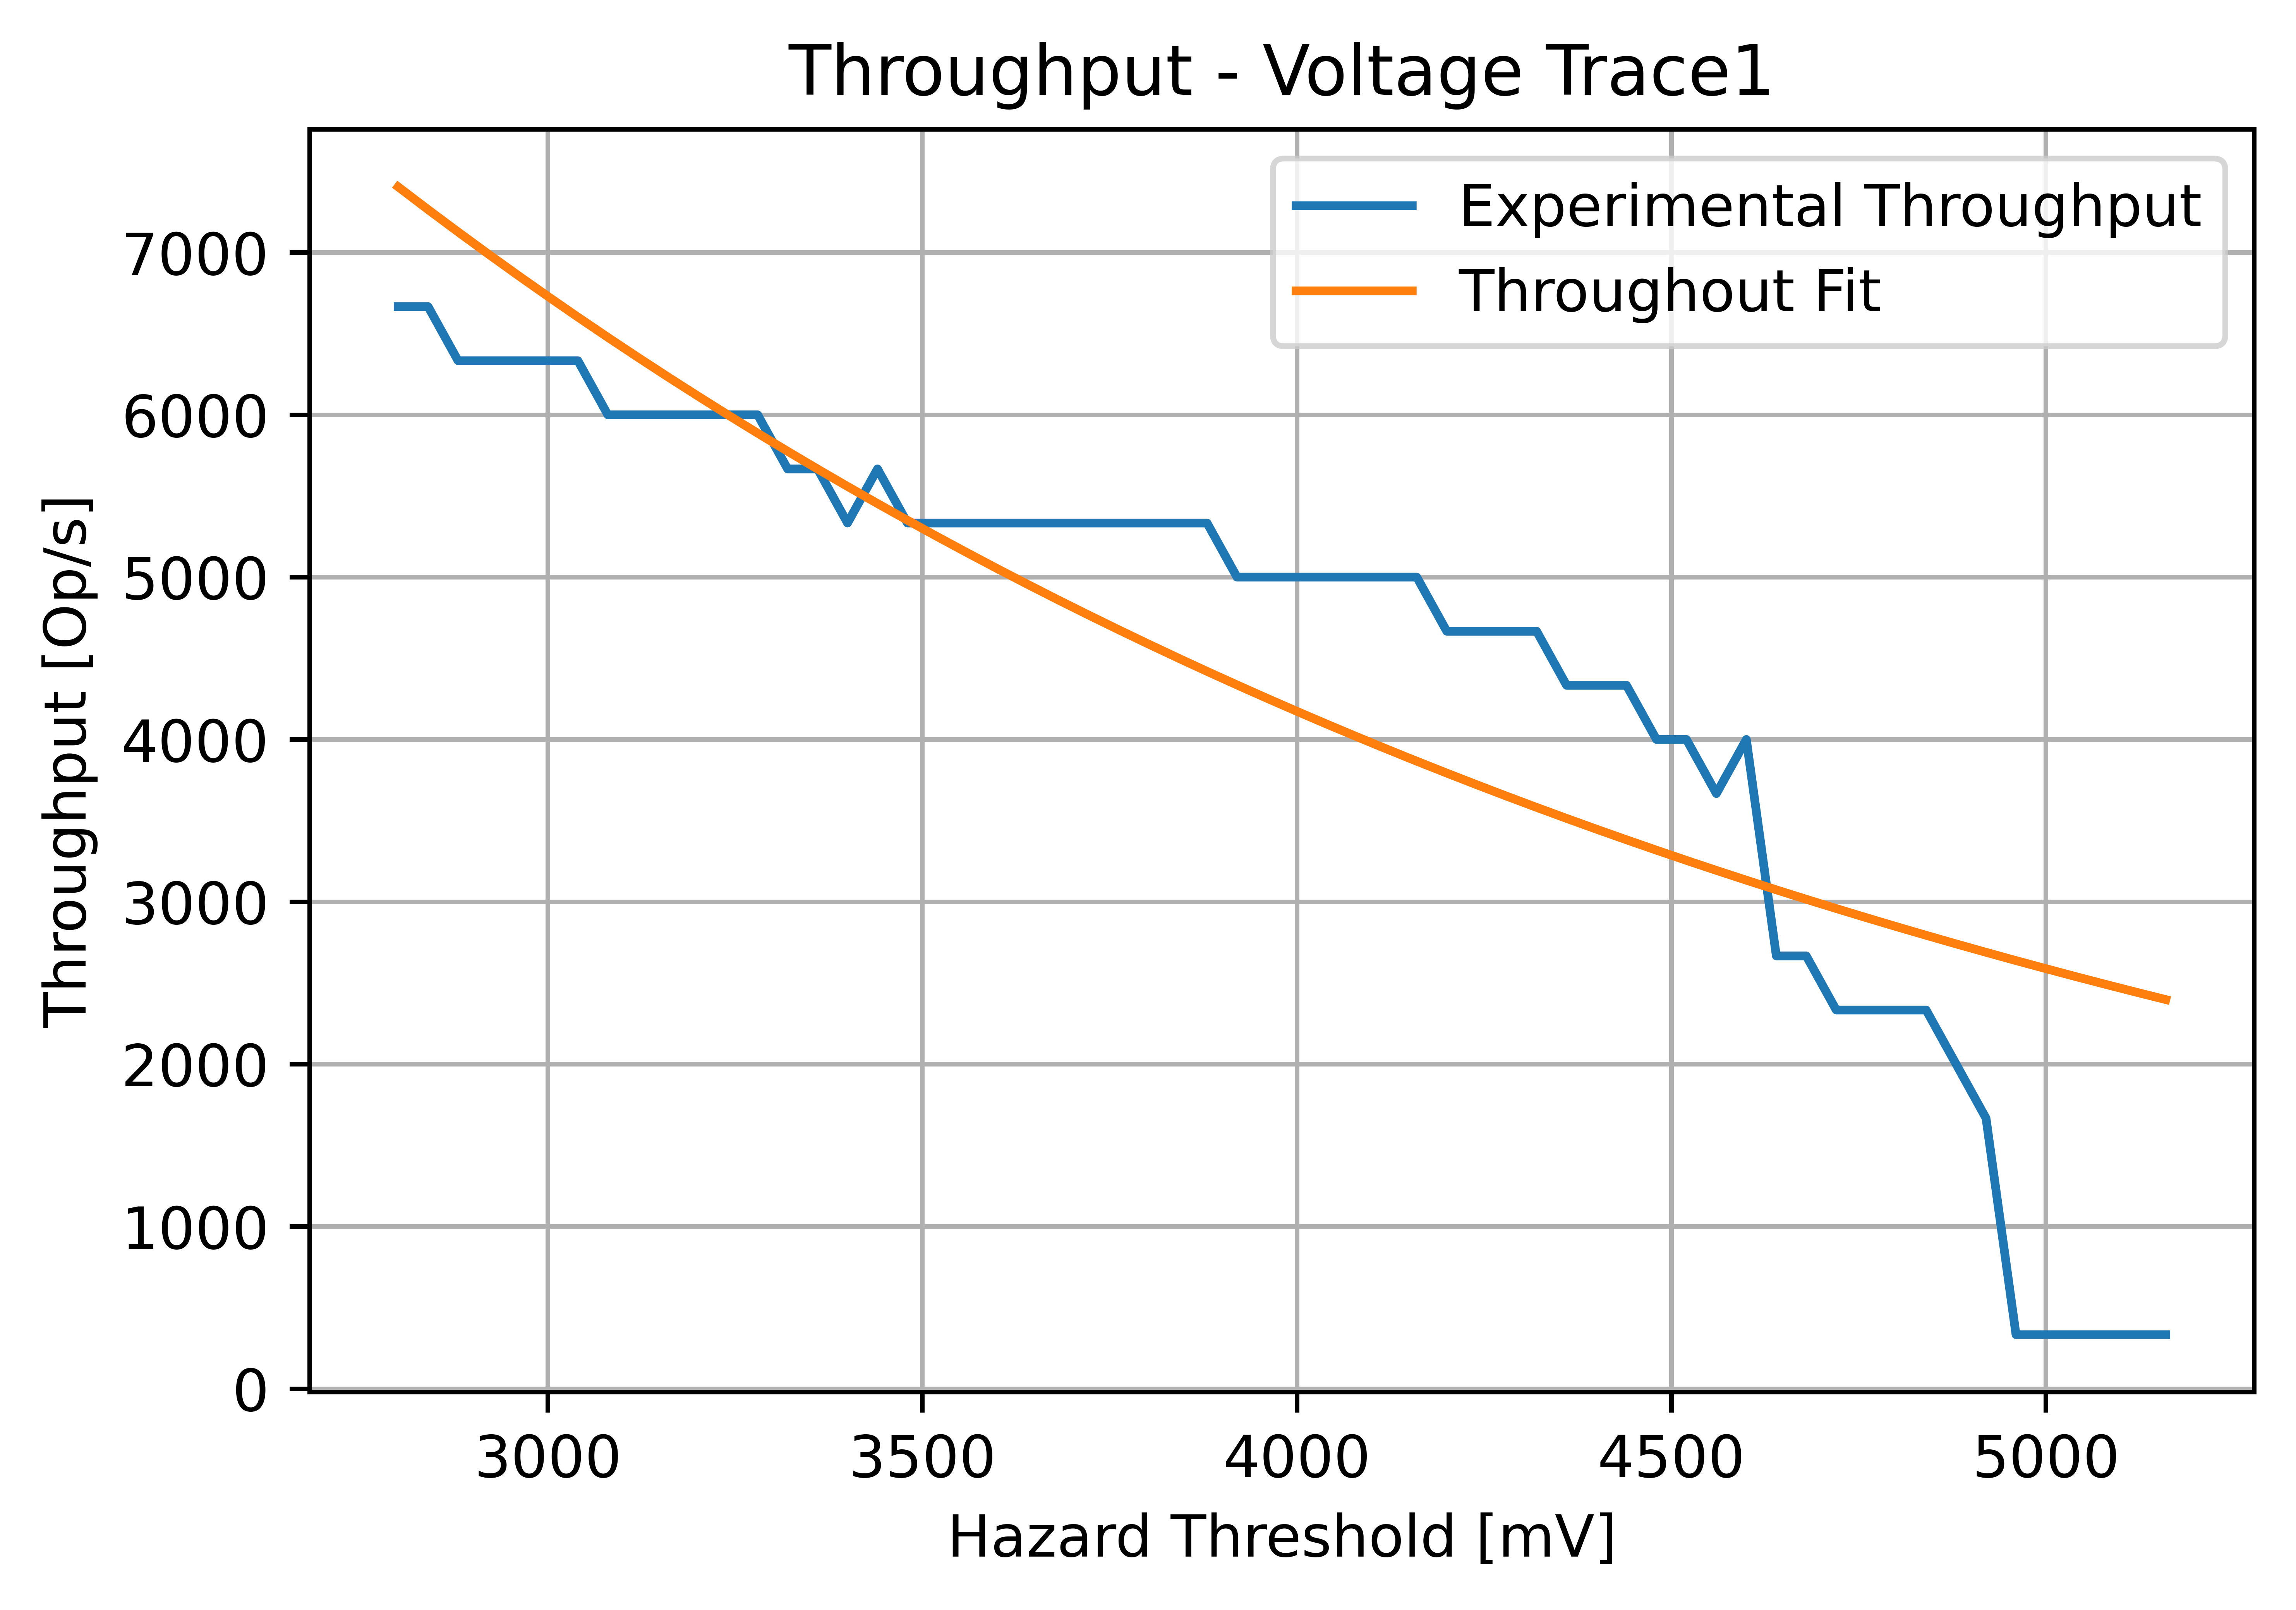 Throughput - Voltage Trace1
Experimental Throughput
Throughout Fit
Throughput [Op/s]
7000
6000
5000
4000
3000
2000
1000
0
3000 3500 4000 4500 5000
Hazard Threshold [mV]